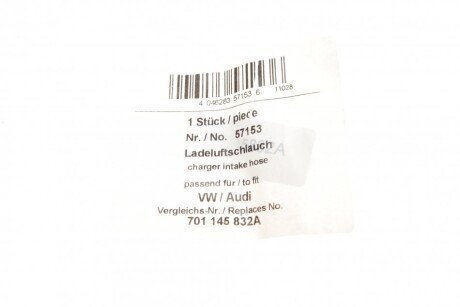 4 046283 57153 6 11028
1 Stück / piece
Nr. / No. 57153
Ladeluftschlauch
charger intake hose
passend für / to fit
VW / Audi
Vergleichs-Nr. / Replaces No.
701 145 832A